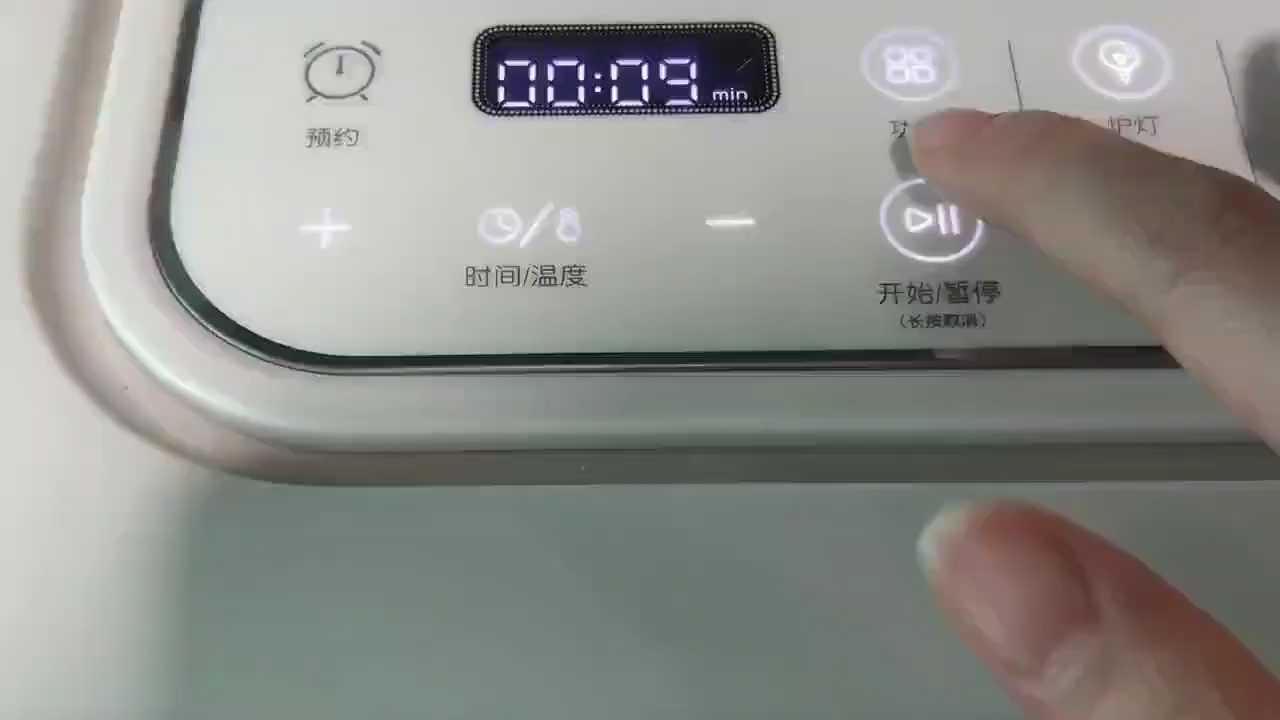 00:09 min
预约
炉灯
时间/温度
开始/暂停
(长按取消)